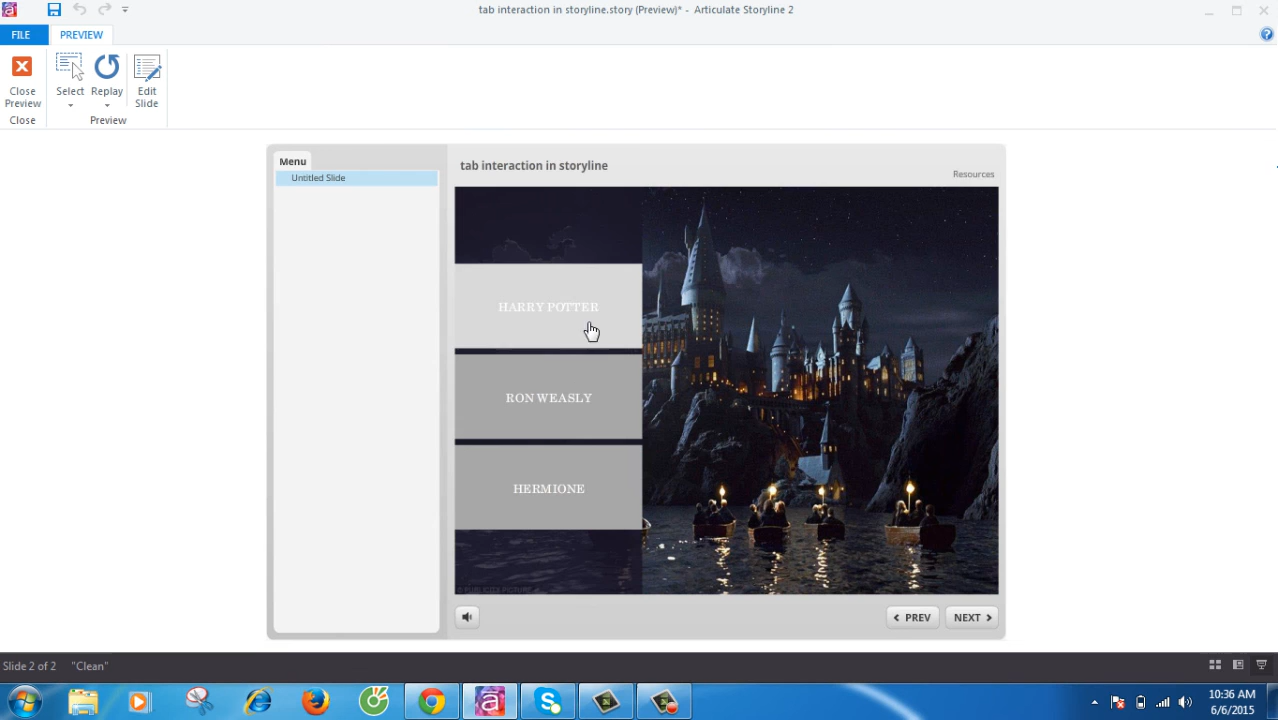 tab interaction in storyline.story (Preview)* - Articulate Storyline 2
FILE
PREVIEW
Close Preview
Select
Replay
Edit Slide
Close
Preview
Menu
Untitled Slide
tab interaction in storyline
Resources
HARRY POTTER
RON WEASLY
HERMIONE
PREV
NEXT
Slide 2 of 2
"Clean"
10:36 AM
6/6/2015